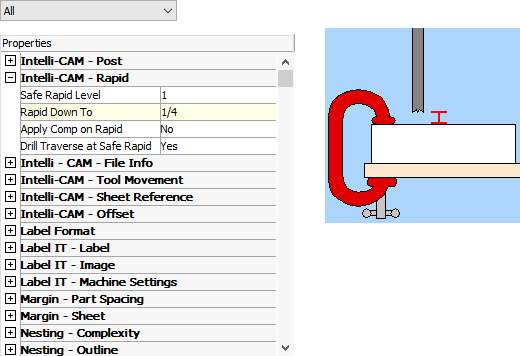 All
Properties
Intelli-CAM - Post
Intelli-CAM - Rapid
Safe Rapid Level 1
Rapid Down To 1/4
Apply Comp on Rapid No
Drill Traverse at Safe Rapid Yes
Intelli - CAM - File Info
Intelli-CAM - Tool Movement
Intelli-CAM - Sheet Reference
Intelli-CAM - Offset
Label Format
Label IT - Label
Label IT - Image
Label IT - Machine Settings
Margin - Part Spacing
Margin - Sheet
Nesting - Complexity
Nesting - Outline